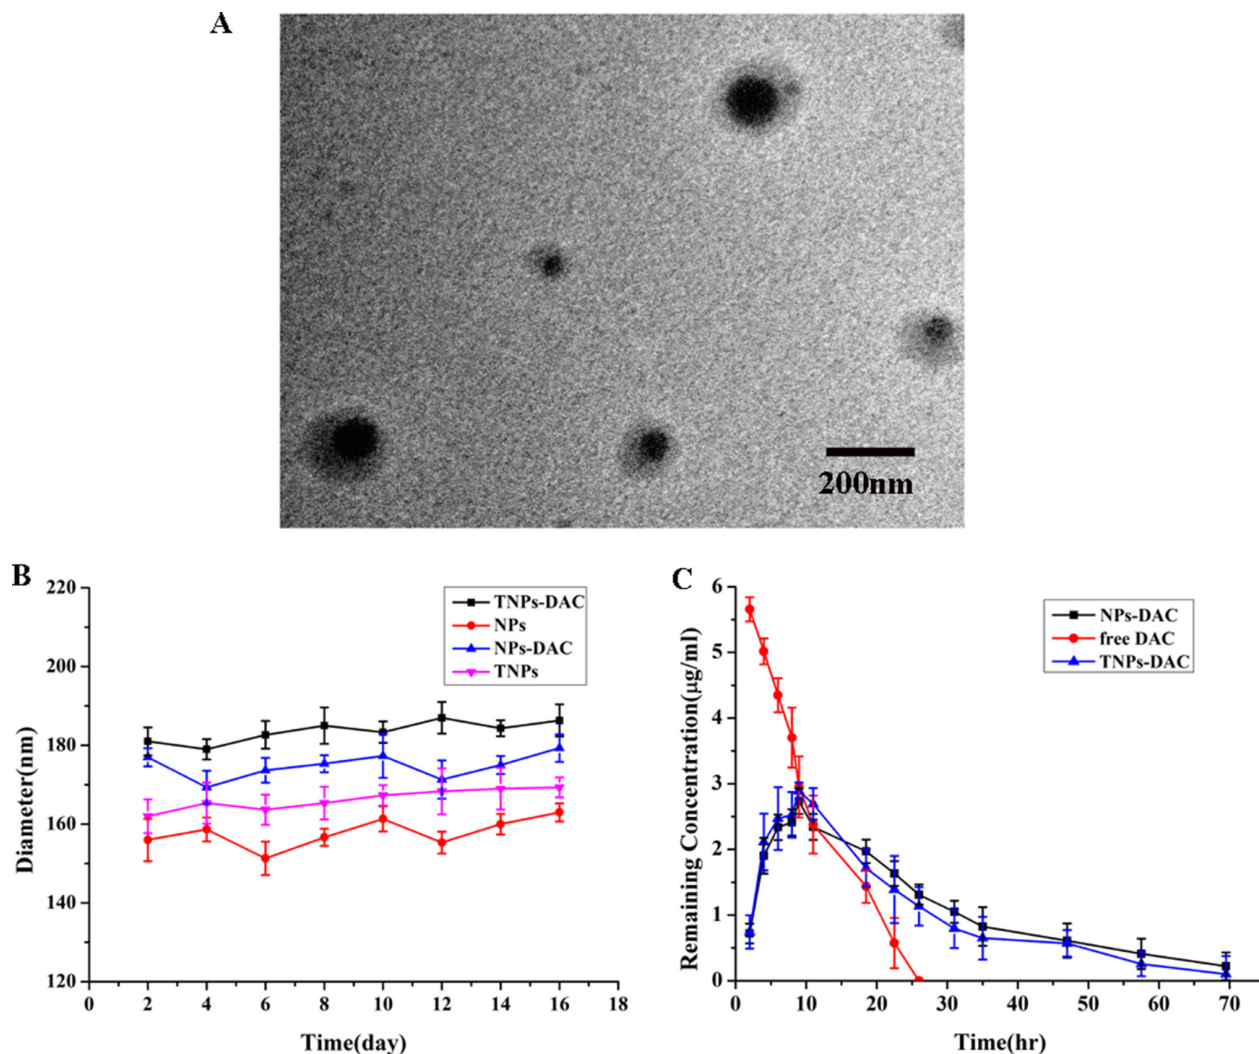 A
200nm
B
220
200
180
160
140
120
Diameter(nm)
TNPs-DAC
NPs
NPs-DAC
TNPs
0
2
4
6
8
10
12
14
16
18
Time(day)
C
6
5
4
3
2
1
0
Remaining Concentration(μg/ml)
NPs-DAC
free DAC
TNPs-DAC
0
10
20
30
40
50
60
70
Time(hr)